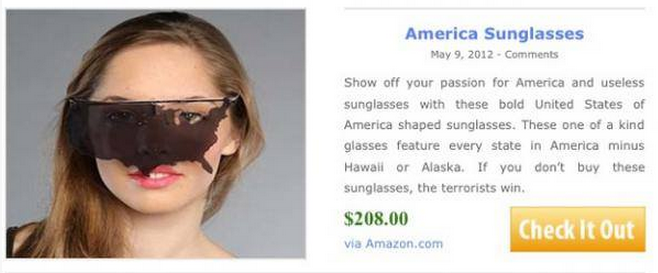 America Sunglasses
May 9, 2012 - Comments
Show off your passion for America and useless
sunglasses with these bold United States of
America shaped sunglasses. These one of a kind
glasses feature every state in America minus
Hawaii or Alaska. If you don't buy these
sunglasses, the terrorists win.
$208.00
via Amazon.com
Check It Out